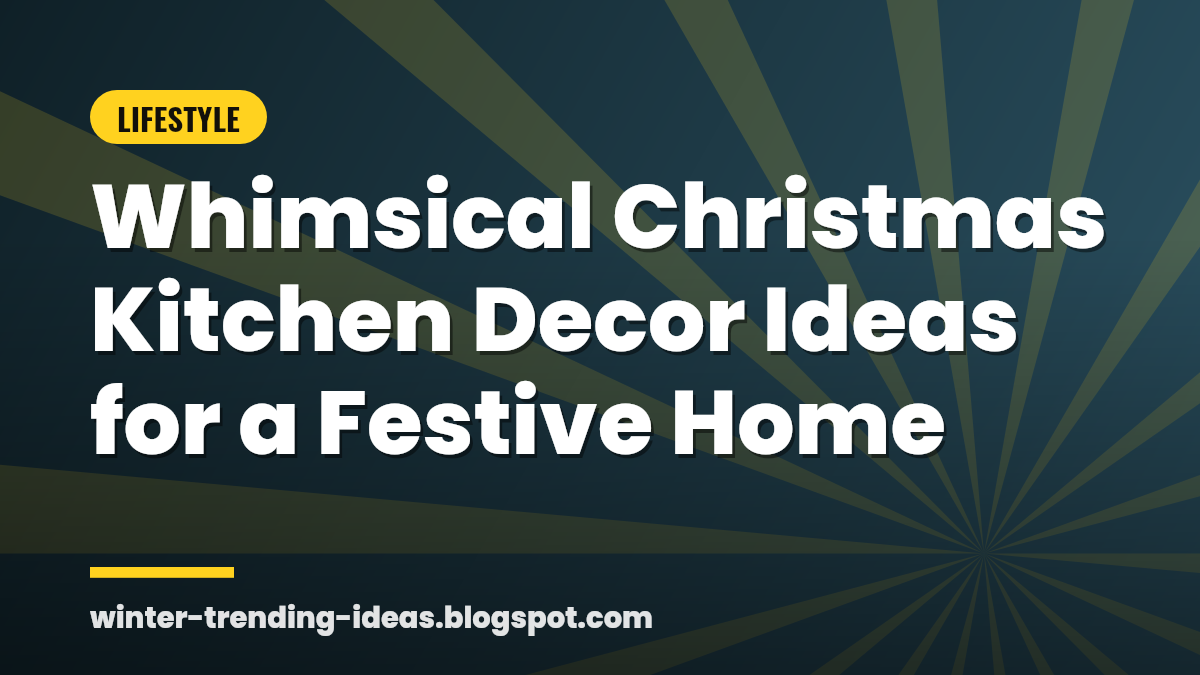 LIFESTYLE
Whimsical Christmas
Kitchen Decor Ideas
for a Festive Home
winter-trending-ideas.blogspot.com